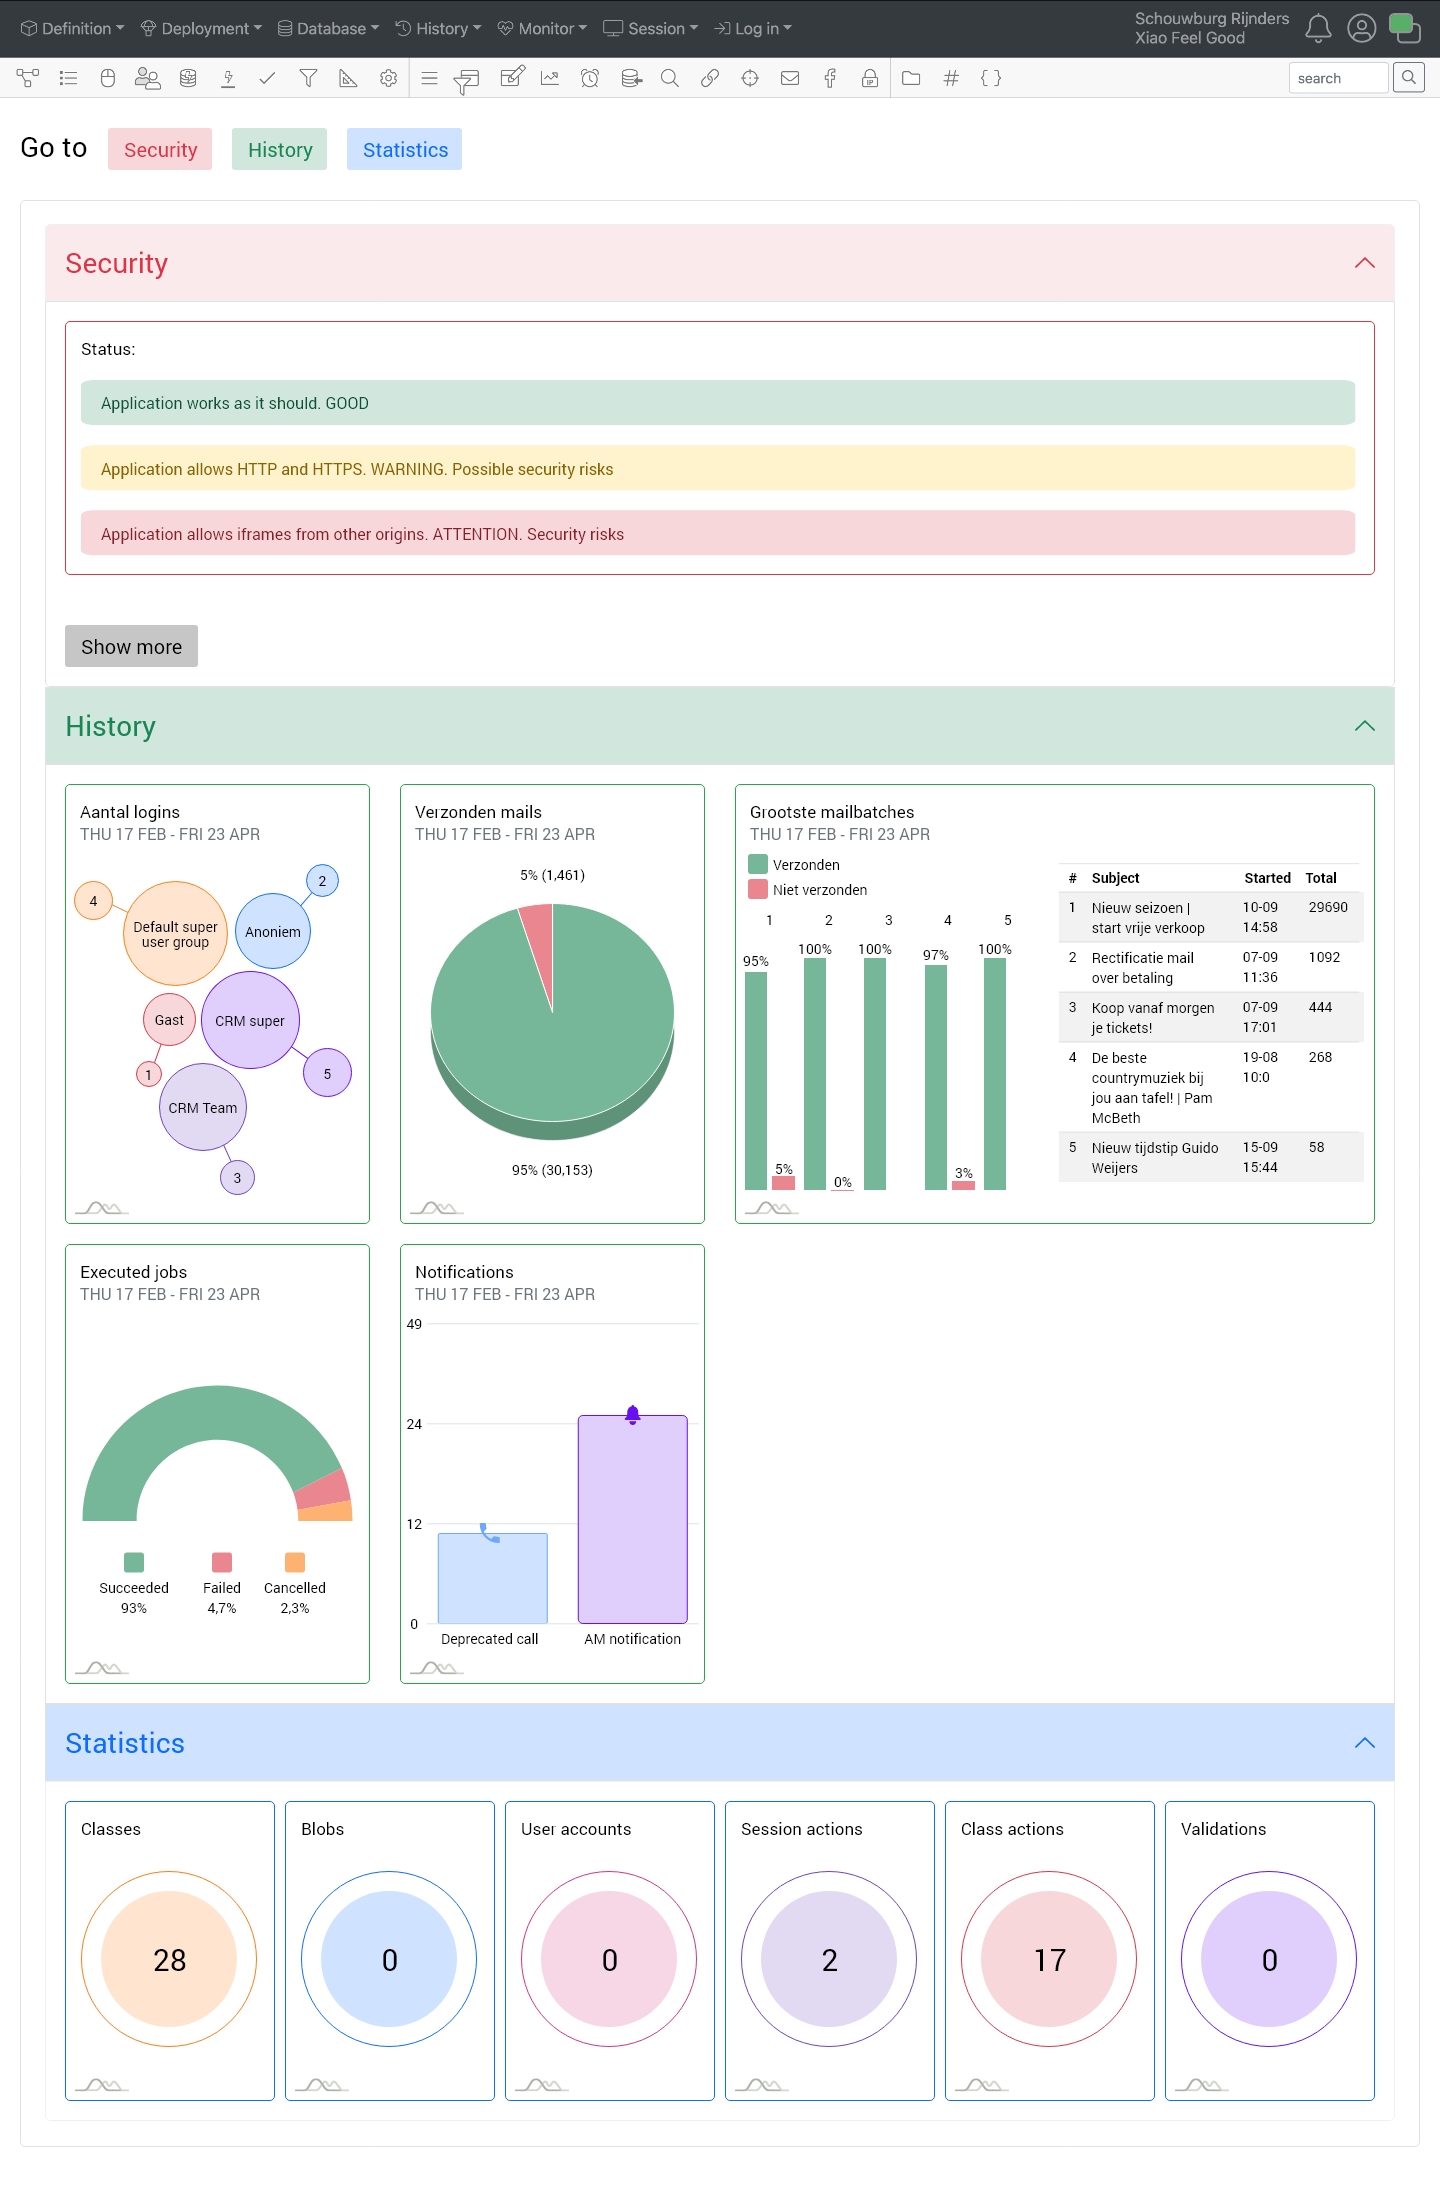 Definition Deployment Database History Monitor Session Log in
Schouwburg Rijnders
Xiao Feel Good
IP
search
Go to Security History Statistics
Security
Status:
Application works as it should. GOOD
Application allows HTTP and HTTPS. WARNING. Possible security risks
Application allows iframes from other origins. ATTENTION. Security risks
Show more
History
Aantal logins
THU 17 FEB - FRI 23 APR
2
4
Default super
user group
Anoniem
Gast
CRM super
1
5
CRM Team
3
Verzonden mails
THU 17 FEB - FRI 23 APR
5% (1,461)
95% (30,153)
Grootste mailbatches
THU 17 FEB - FRI 23 APR
Verzonden
Niet verzonden
1 2 3 4 5
95% 100% 100% 97% 100%
5% 0% 3%
# Subject Started Total
1 Nieuw seizoen | 10-09 29690
start vrije verkoop 14:58
2 Rectificatie mail 07-09 1092
over betaling 11:36
3 Koop vanaf morgen 07-09 444
je tickets! 17:01
4 De beste 19-08 268
countrymuziek bij 10:0
jou aan tafel! | Pam
McBeth
5 Nieuw tijdstip Guido 15-09 58
Weijers 15:44
Executed jobs
THU 17 FEB - FRI 23 APR
Succeeded Failed Cancelled
93% 4,7% 2,3%
Notifications
THU 17 FEB - FRI 23 APR
49
24
12
0
Deprecated call AM notification
Statistics
Classes Blobs User accounts Session actions Class actions Validations
28 0 0 2 17 0